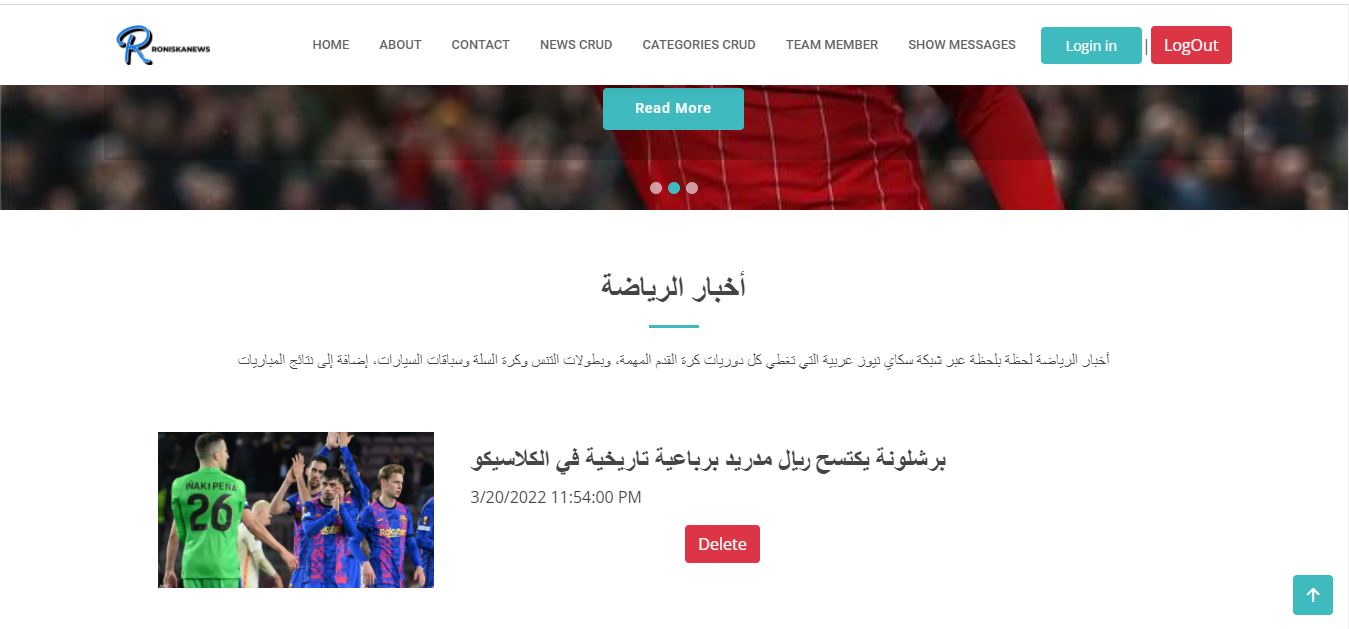 RONISKANEWS
HOME ABOUT CONTACT NEWS CRUD CATEGORIES CRUD TEAM MEMBER SHOW MESSAGES Login in | LogOut
Read More
أخبار الرياضة
أخبار الرياضة لحظة بلحظة عبر شبكة سكاي نيوز عربية التي تغطي كل دوريات كرة القدم المهمة، وبطولات التنس وكرة السلة وسباقات السيارات، إضافة إلى نتائج المباريات
برشلونة يكتسح ريال مدريد برباعية تاريخية في الكلاسيكو
3/20/2022 11:54:00 PM
Delete
IÑAKI PEÑA
26
Rakuten